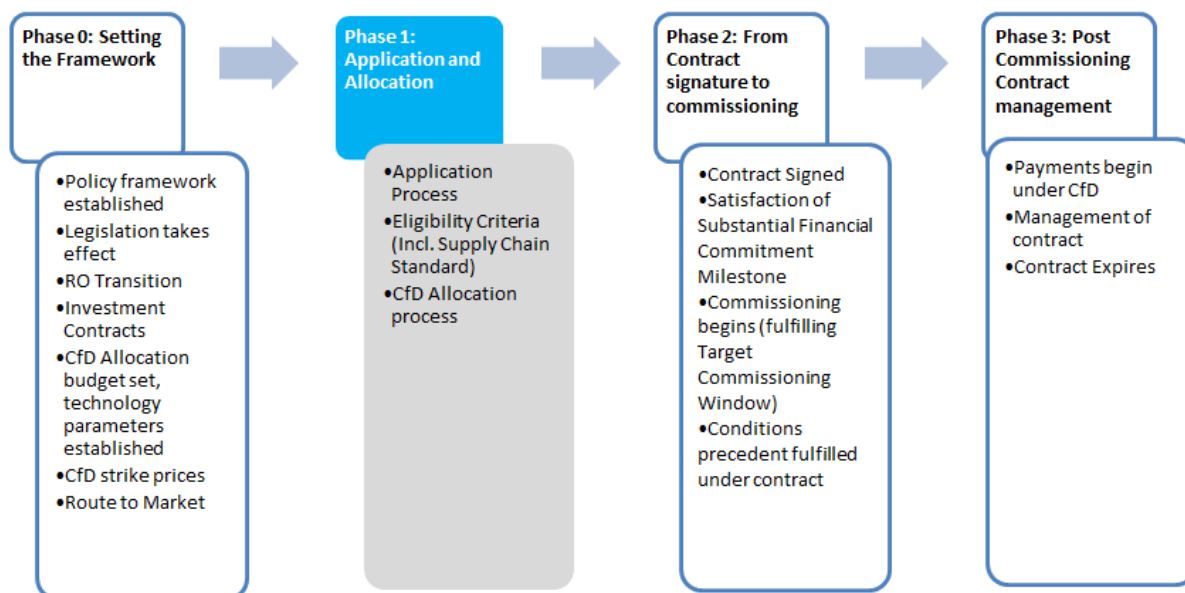 Phase 0: Setting
the Framework
•Policy framework
established
•Legislation takes
effect
•RO Transition
•Investment
Contracts
•CfD Allocation
budget set,
technology
parameters
established
•CfD strike prices
•Route to Market
Phase 1:
Application and
Allocation
•Application
Process
•Eligibility Criteria
(Incl. Supply Chain
Standard)
•CfD Allocation
process
Phase 2: From
Contract
signature to
commissioning
•Contract Signed
•Satisfaction of
Substantial Financial
Commitment
Milestone
•Commissioning
begins (fulfilling
Target
Commissioning
Window)
•Conditions
precedent fulfilled
under contract
Phase 3: Post
Commissioning
Contract
management
•Payments begin
under CfD
•Management of
contract
•Contract Expires